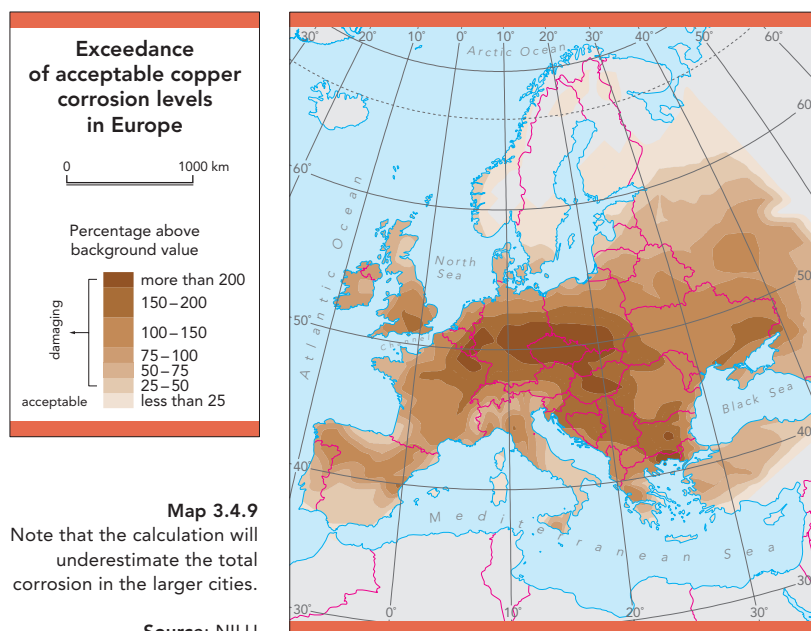 Exceedance
of acceptable copper
corrosion levels
in Europe
0 1000 km
Percentage above
background value
damaging
more than 200
150–200
100–150
75–100
50–75
25–50
acceptable less than 25
Map 3.4.9
Note that the calculation will
underestimate the total
corrosion in the larger cities.
30° 20° 10° 0° 10° 20° 30° 40° 50° 60°
Arctic Ocean
60°
60°
Atlantic Ocean
North
Sea
50°
50°
Channel
Black Sea
40°
40°
Mediterranean Sea
30°
30°
0° 10° 20° 30°